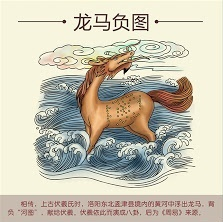 龙马负图
相传，上古伏羲氏时，洛阳东北孟津县境内的黄河中浮出龙马，背
负“河图”，献给伏羲。伏羲依此而演成八卦，后为《周易》来源。